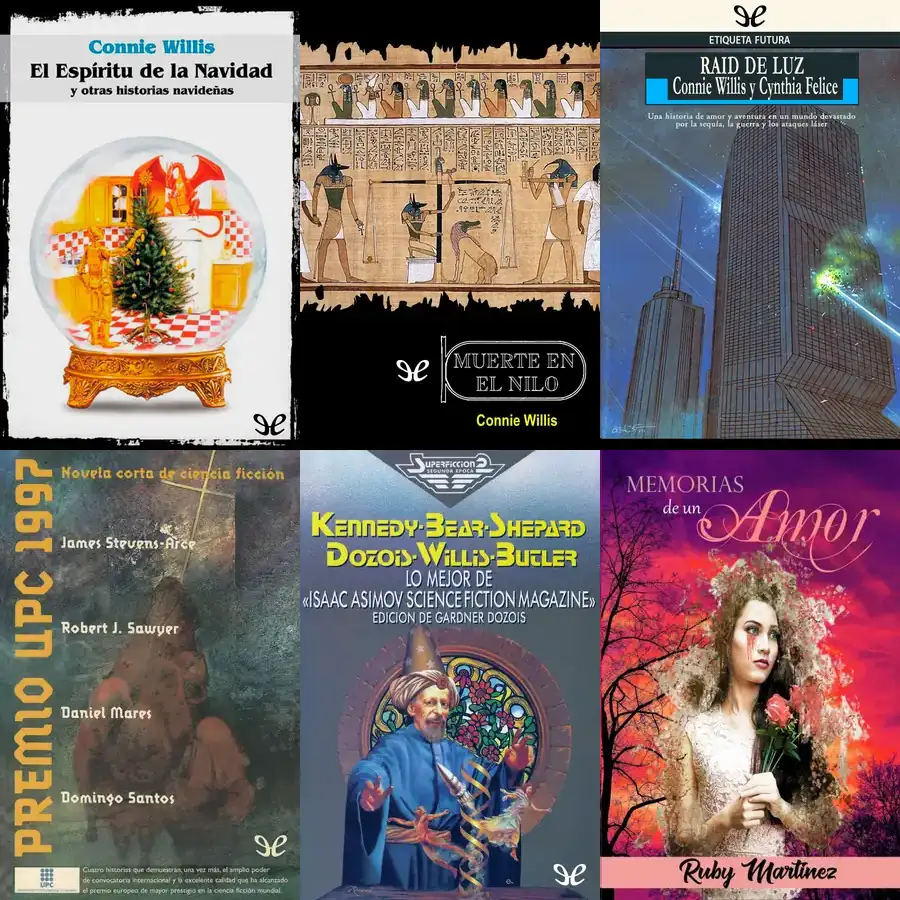 Connie Willis
El Espíritu de la Navidad
y otras historias navideñas
MUERTE EN
EL NILO
Connie Willis
ETIQUETA FUTURA
RAID DE LUZ
Connie Willis y Cynthia Felice
Una historia de amor y aventura en un mundo devastado
por la sequía, la guerra y los ataques láser
PREMIO UPC 1997
Novela corta de ciencia ficción
James Stevens-Arce
Robert J. Sawyer
Daniel Mares
Domingo Santos
UPC
Cuatro historias que demuestran, una vez más, el amplio poder
de convocatoria internacional y la excelente calidad que ha alcanzado
el premio europeo de mayor prestigio en la ciencia ficción mundial.
SUPERFICCION
SEGUNDA EPOCA
KENNEDY·BEAR·SHEPARD
DOZOIS·WILLIS·BUTLER
LO MEJOR DE
«ISAAC ASIMOV SCIENCE FICTION MAGAZINE»
EDICION DE GARDNER DOZOIS
MEMORIAS
de un
Amor
Ruby Martínez